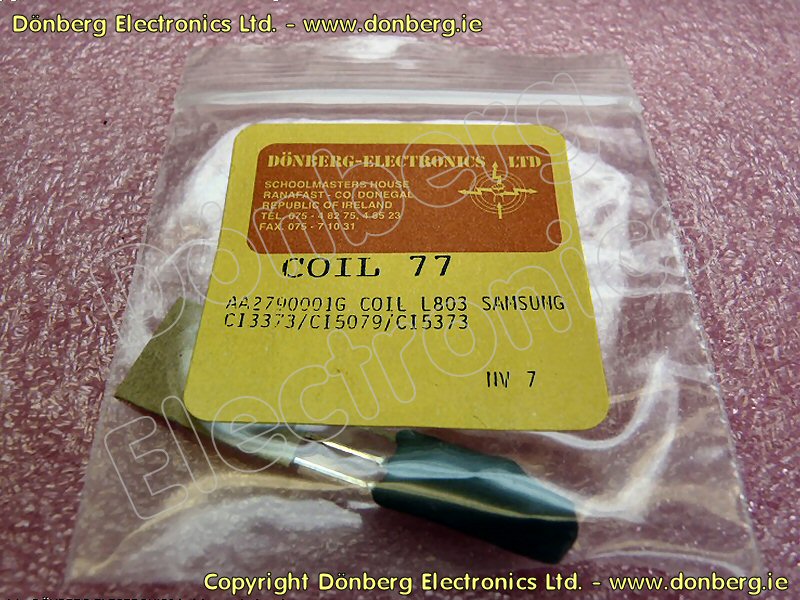 Dönberg Electronics Ltd. - www.donberg.ie
DÖNBERG-ELECTRONICS LTD
SCHOOLMASTERS HOUSE
RANAFAST - CO. DONEGAL
REPUBLIC OF IRELAND
TEL. 075 - 4 82 75, 4 85 23
FAX. 075 - 7 10 31
COIL 77
AA2790001G COIL L803 SAMSUNG
CI3373/CI5079/CI5373
NV 7
Dönberg
Electronics
Copyright Dönberg Electronics Ltd. - www.donberg.ie